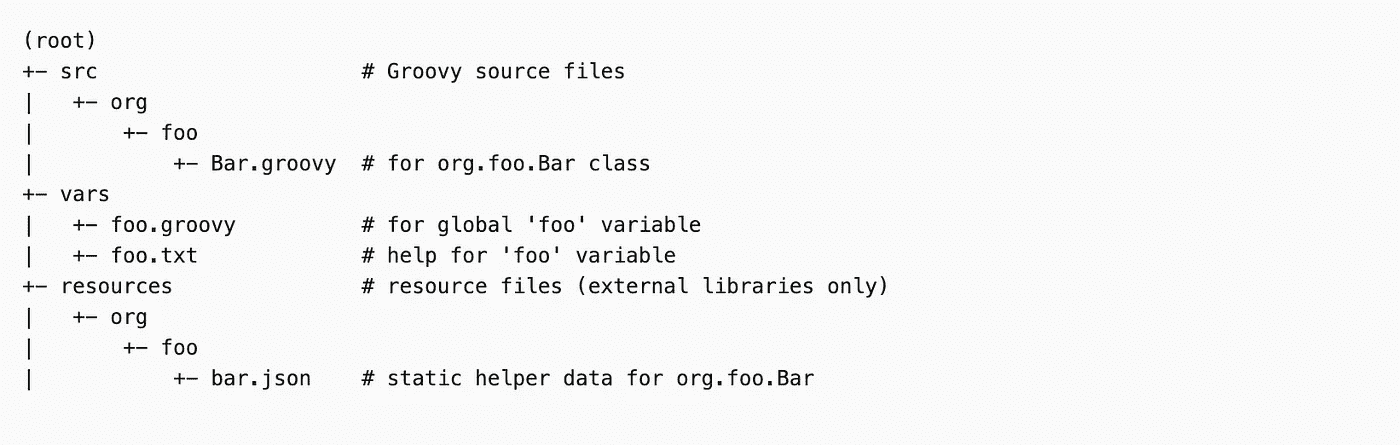 (root)
+- src                     # Groovy source files
|   +- org
|       +- foo
|           +- Bar.groovy  # for org.foo.Bar class
+- vars
|   +- foo.groovy          # for global 'foo' variable
|   +- foo.txt             # help for 'foo' variable
+- resources               # resource files (external libraries only)
|   +- org
|       +- foo
|           +- bar.json    # static helper data for org.foo.Bar